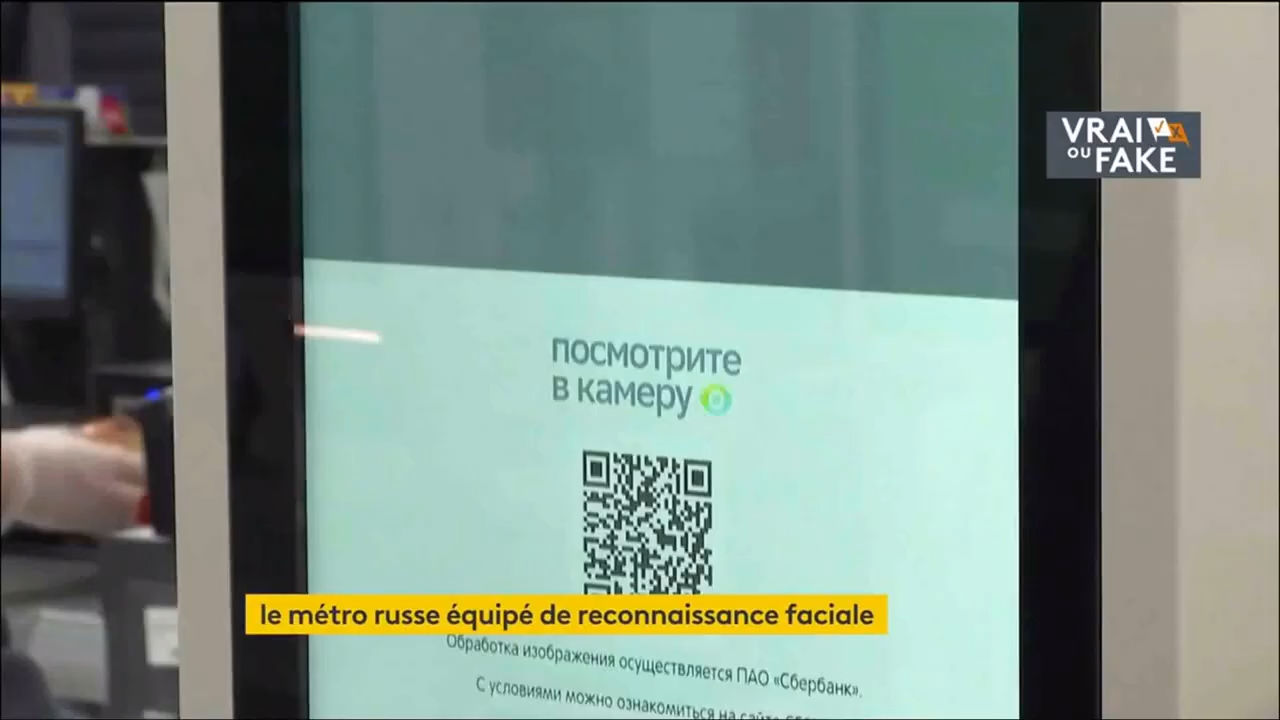 VRAI
OU FAKE
посмотрите
в камеру
le métro russe équipé de reconnaissance faciale
Обработка изображения осуществляется ПАО «Сбербанк».
С условиями можно ознакомиться на сайте